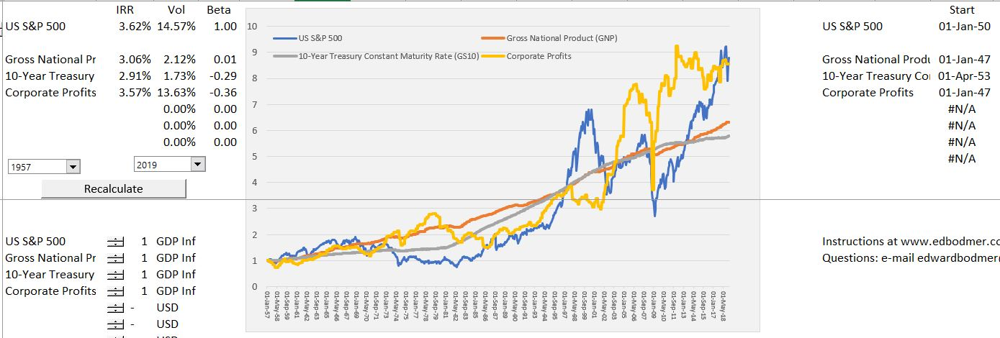 IRR Vol Beta
US S&P 500 3.62% 14.57% 1.00
Gross National Pr 3.06% 2.12% 0.01
10-Year Treasury 2.91% 1.73% -0.29
Corporate Profits 3.57% 13.63% -0.36
0.00% 0.00
0.00% 0.00
0.00% 0.00
1957 2019
Recalculate
US S&P 500 1 GDP Inf
Gross National Pr 1 GDP Inf
10-Year Treasury 1 GDP Inf
Corporate Profits 1 GDP Inf
- USD
- USD
USD
US S&P 500 Gross National Product (GNP)
10-Year Treasury Constant Maturity Rate (GS10) Corporate Profits
10
9
8
7
6
5
4
3
2
1
0
01-Jan-57
01-May-58
01-Sep-59
01-Jan-61
01-May-62
01-Sep-63
01-Jan-65
01-May-66
01-Sep-67
01-Jan-69
01-May-70
01-Sep-71
01-Jan-73
01-May-74
01-Sep-75
01-Jan-77
01-May-78
01-Sep-79
01-Jan-81
01-May-82
01-Sep-83
01-Jan-85
01-May-86
01-Sep-87
01-Jan-89
01-May-90
01-Sep-91
01-Jan-93
01-May-94
01-Sep-95
01-Jan-97
01-May-98
01-Sep-99
01-Jan-01
01-May-02
01-Sep-03
01-Jan-05
01-May-06
01-Sep-07
01-Jan-09
01-May-10
01-Sep-11
01-Jan-13
01-May-14
01-Sep-15
01-Jan-17
01-May-18
Start
US S&P 500 01-Jan-50
Gross National Produ 01-Jan-47
10-Year Treasury Co 01-Apr-53
Corporate Profits 01-Jan-47
#N/A
#N/A
#N/A
#N/A
Instructions at www.edbodmer.co
Questions: e-mail edwardbodmer